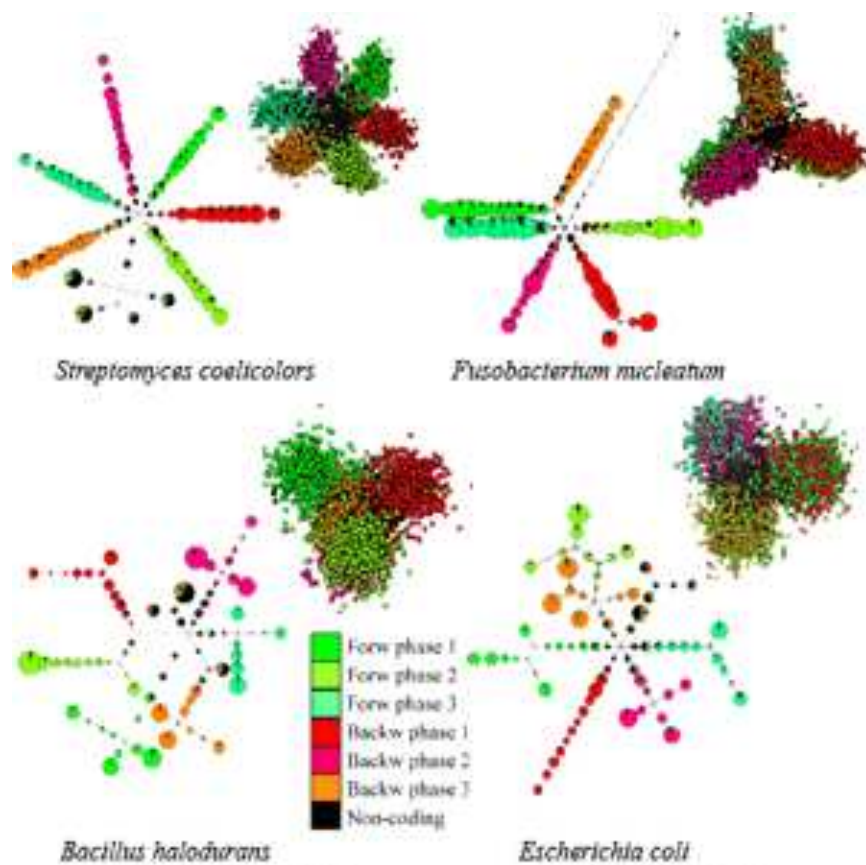 Streptomyces coelicolors
Fusobacterium nucleatum
Forw phase 1
Forw phase 2
Forw phase 3
Backw phase 1
Backw phase 2
Backw phase 3
Non-coding
Bacillus halodurans
Escherichia coli